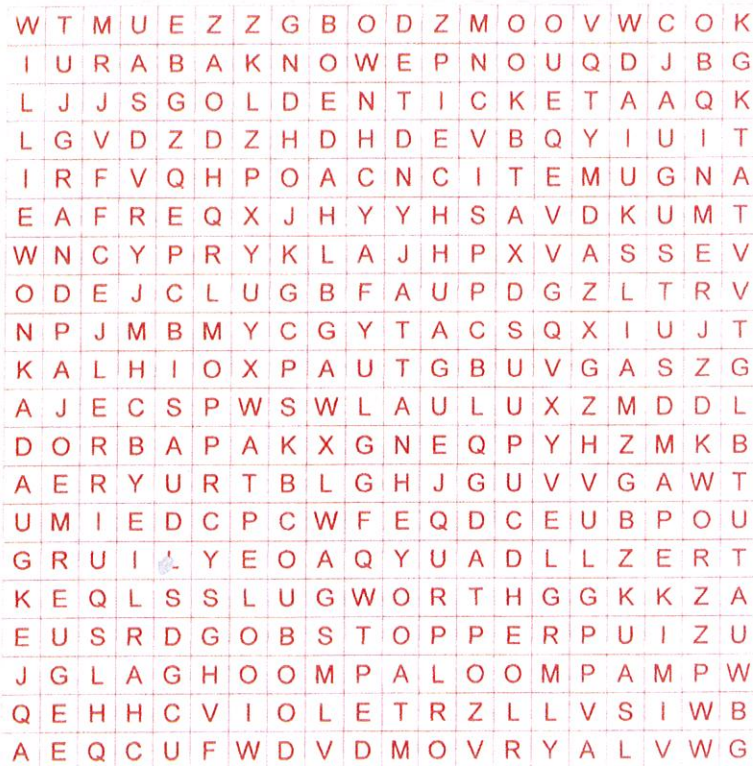 W T M U E Z Z G B O D Z M O O V W C O K
I U R A B A K N O W E P N O U Q D J B G
L J J S G O L D E N T I C K E T A A Q K
L G V D Z D Z H D H D E V B Q Y I U I T
I R F V Q H P O A C N C I T E M U G N A
E A F R E Q X J H Y Y H S A V D K U M T
W N C Y P R Y K L A J H P X V A S S E V
O D E J C L U G B F A U P D G Z L T R V
N P J M B M Y C G Y T A C S Q X I U J T
K A L H I O X P A U T G B U V G A S Z G
A J E C S P W S W L A U L U X Z M D D L
D O R B A P A K X G N E Q P Y H Z M K B
A E R Y U R T B L G H J G U V V G A W T
U M I E D C P C W F E Q D C E U B P O U
G R U I Y E O A Q Y U A D L L Z E R T
K E Q L S S L U G W O R T H G G K K Z A
E U S R D G O B S T O P P E R P U I Z U
J G L A G H O O M P A L O O M P A M P W
Q E H H C V I O L E T R Z L L V S I W B
A E Q C U F W D V D M O V R Y A L V W G